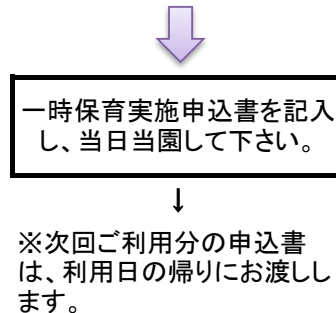 一時保育実施申込書を記入
し、当日当園して下さい。
↓
※次回ご利用分の申込書
は、利用日の帰りにお渡しし
ます。